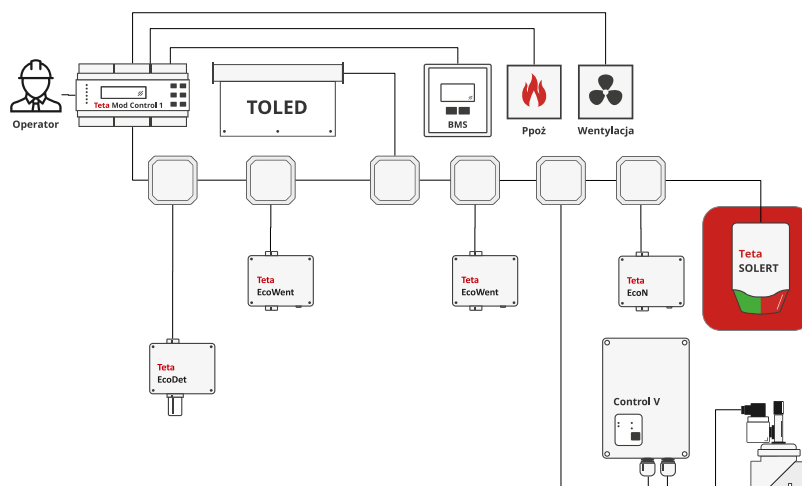 Teta Mod Control 1
Operator
TOLED
BMS
Ppoż
Wentylacja
Teta
EcoWent
Teta
EcoWent
Teta
EcoN
Teta
SOLERT
Teta
EcoDet
Control V